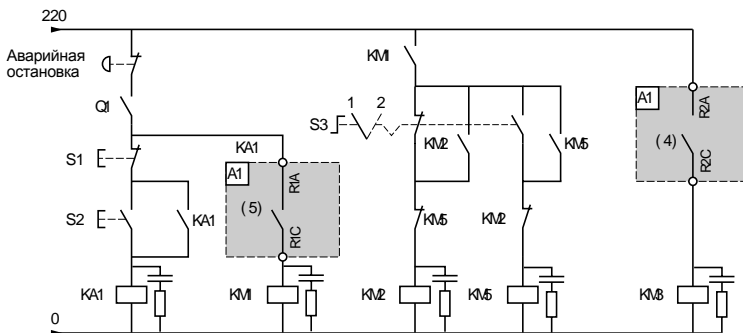 220
Аварийная
остановка
KM1
Q1
1 2
S3
A1
R2A
(4)
R2C
S1
KA1
A1
R1A
KM2
KM5
(5)
S2
KA1
R1C
KM5
KM2
KA1
KM1
KM2
KM5
KM3
0